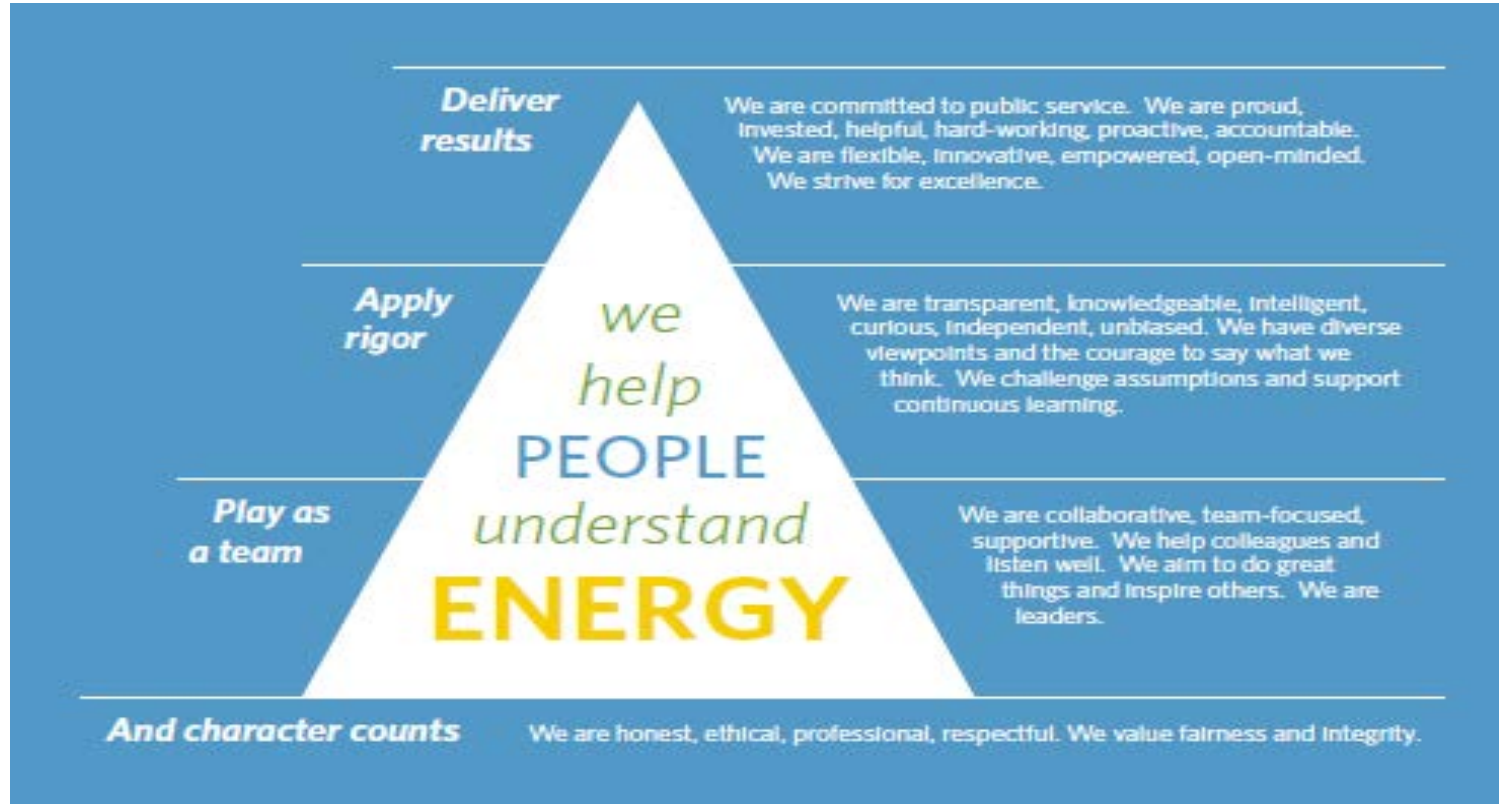 Deliver
results
We are committed to public service.  We are proud,
invested, helpful, hard-working, proactive, accountable.
We are flexible, innovative, empowered, open-minded.
We strive for excellence.
Apply
rigor
We are transparent, knowledgeable, intelligent,
curious, independent, unbiased. We have diverse
viewpoints and the courage to say what we
think.  We challenge assumptions and support
continuous learning.
Play as
a team
We are collaborative, team-focused,
supportive.  We help colleagues and
listen well.  We aim to do great
things and inspire others.  We are
leaders.
we
help
PEOPLE
understand
ENERGY
And character counts
We are honest, ethical, professional, respectful. We value fairness and integrity.